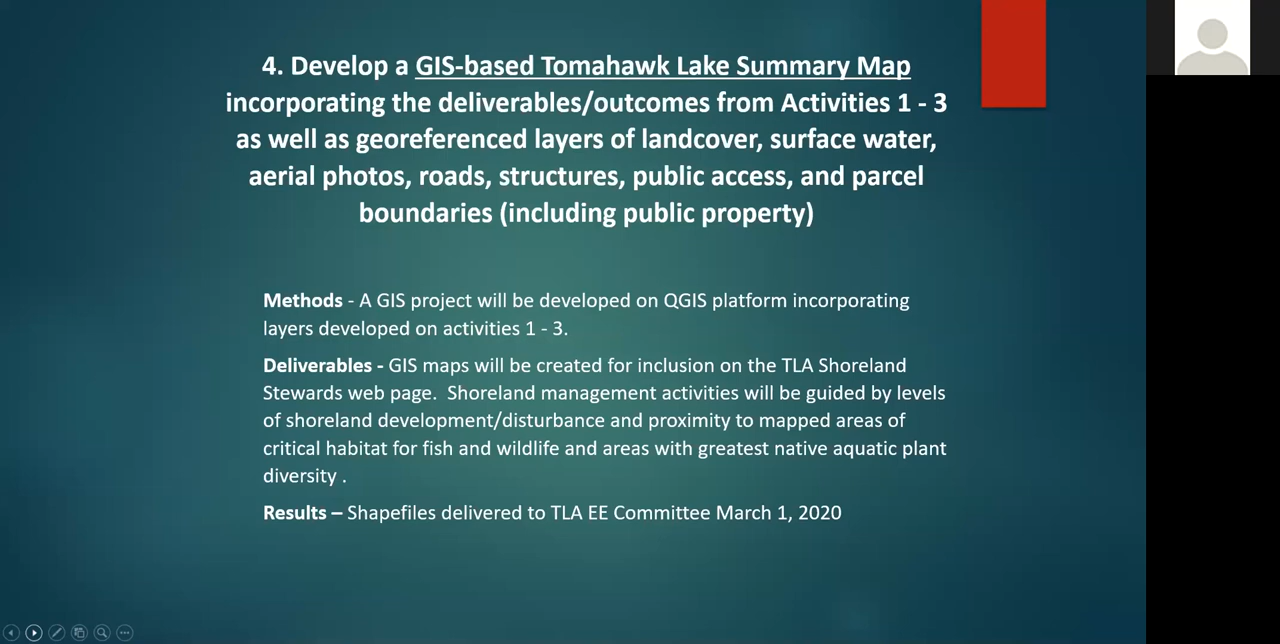 4. Develop a GIS-based Tomahawk Lake Summary Map
incorporating the deliverables/outcomes from Activities 1 - 3
as well as georeferenced layers of landcover, surface water,
aerial photos, roads, structures, public access, and parcel
boundaries (including public property)
Methods - A GIS project will be developed on QGIS platform incorporating
layers developed on activities 1 - 3.
Deliverables - GIS maps will be created for inclusion on the TLA Shoreland
Stewards web page.  Shoreland management activities will be guided by levels
of shoreland development/disturbance and proximity to mapped areas of
critical habitat for fish and wildlife and areas with greatest native aquatic plant
diversity .
Results – Shapefiles delivered to TLA EE Committee March 1, 2020